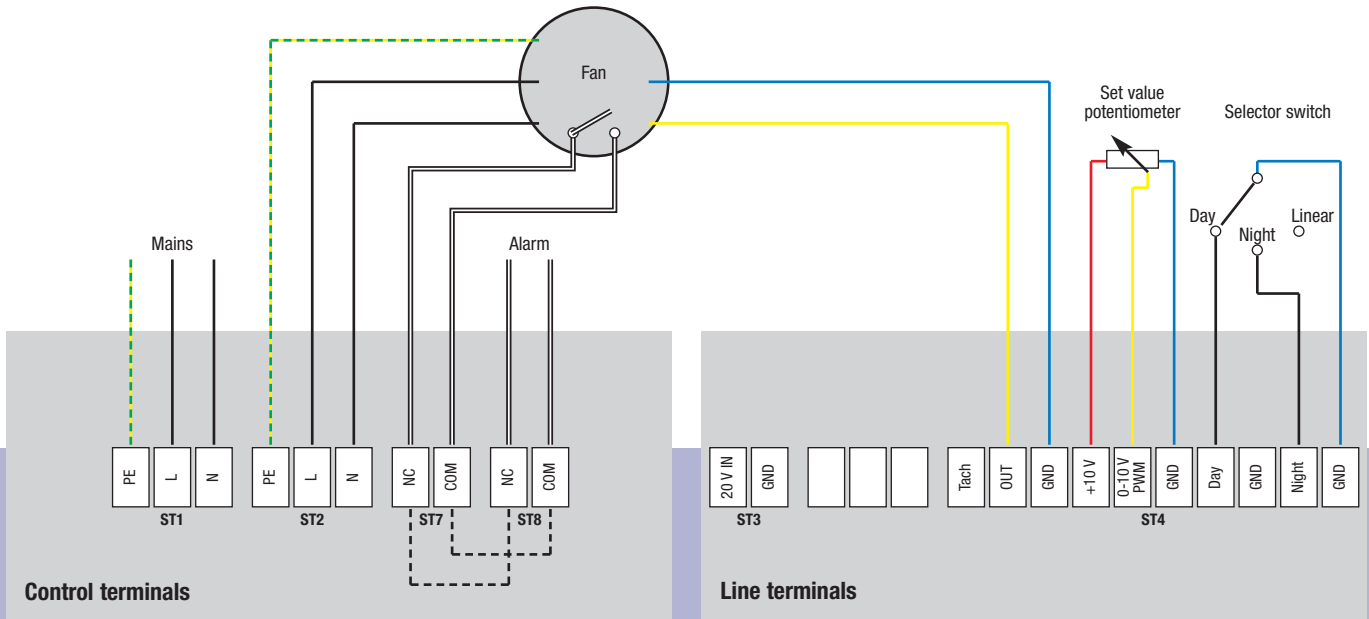 Fan
Set value
potentiometer
Selector switch
Day
Night
Linear
Mains
Alarm
PE
L
N
PE
L
N
NC
COM
NC
COM
20 V IN
GND
Tach
OUT
GND
+10 V
0-10 V
PWM
GND
Day
GND
Night
GND
ST1
ST2
ST7
ST8
ST3
ST4
Control terminals
Line terminals